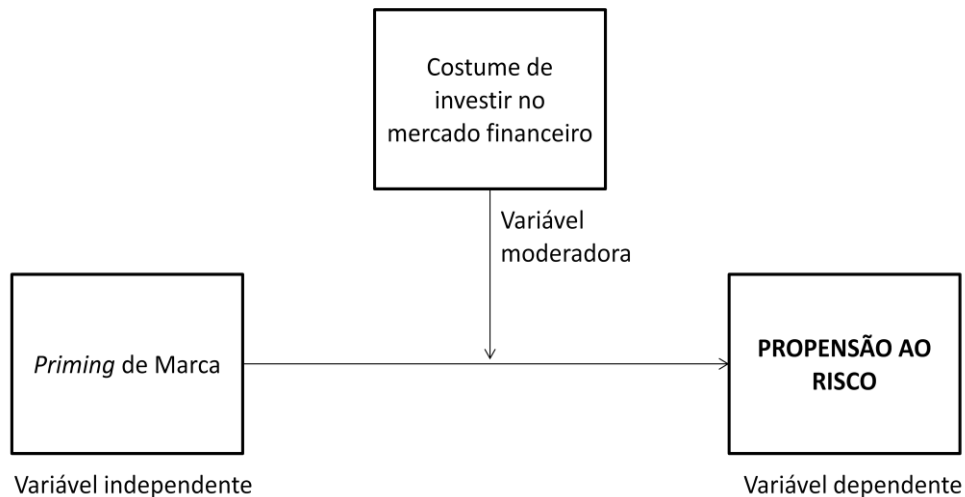 Costume de
investir no
mercado financeiro
Variável
moderadora
Priming de Marca
PROPENSÃO AO
RISCO
Variável independente
Variável dependente